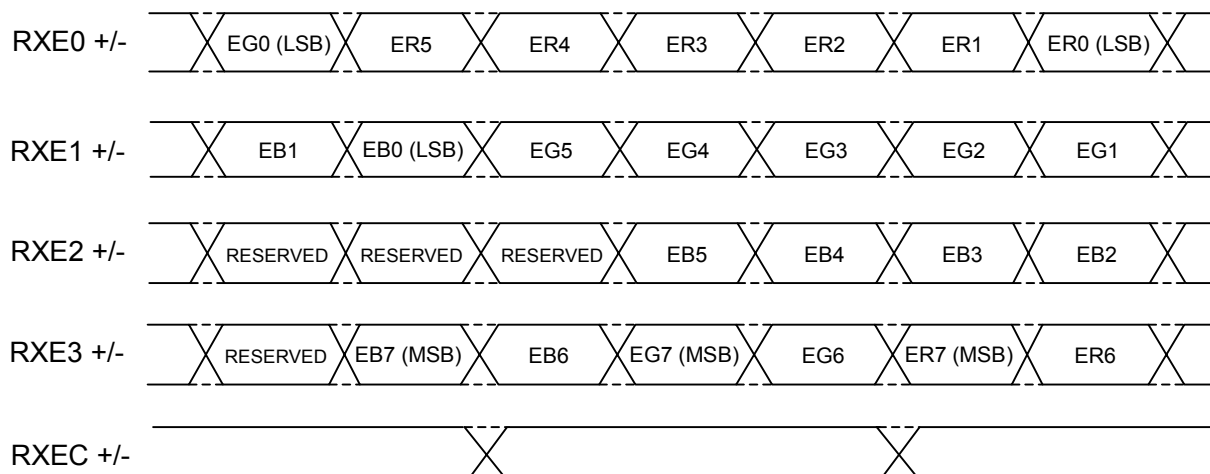 RXE0 +/- EG0 (LSB) ER5 ER4 ER3 ER2 ER1 ER0 (LSB)
RXE1 +/- EB1 EB0 (LSB) EG5 EG4 EG3 EG2 EG1
RXE2 +/- RESERVED RESERVED RESERVED EB5 EB4 EB3 EB2
RXE3 +/- RESERVED EB7 (MSB) EB6 EG7 (MSB) EG6 ER7 (MSB) ER6
RXEC +/-